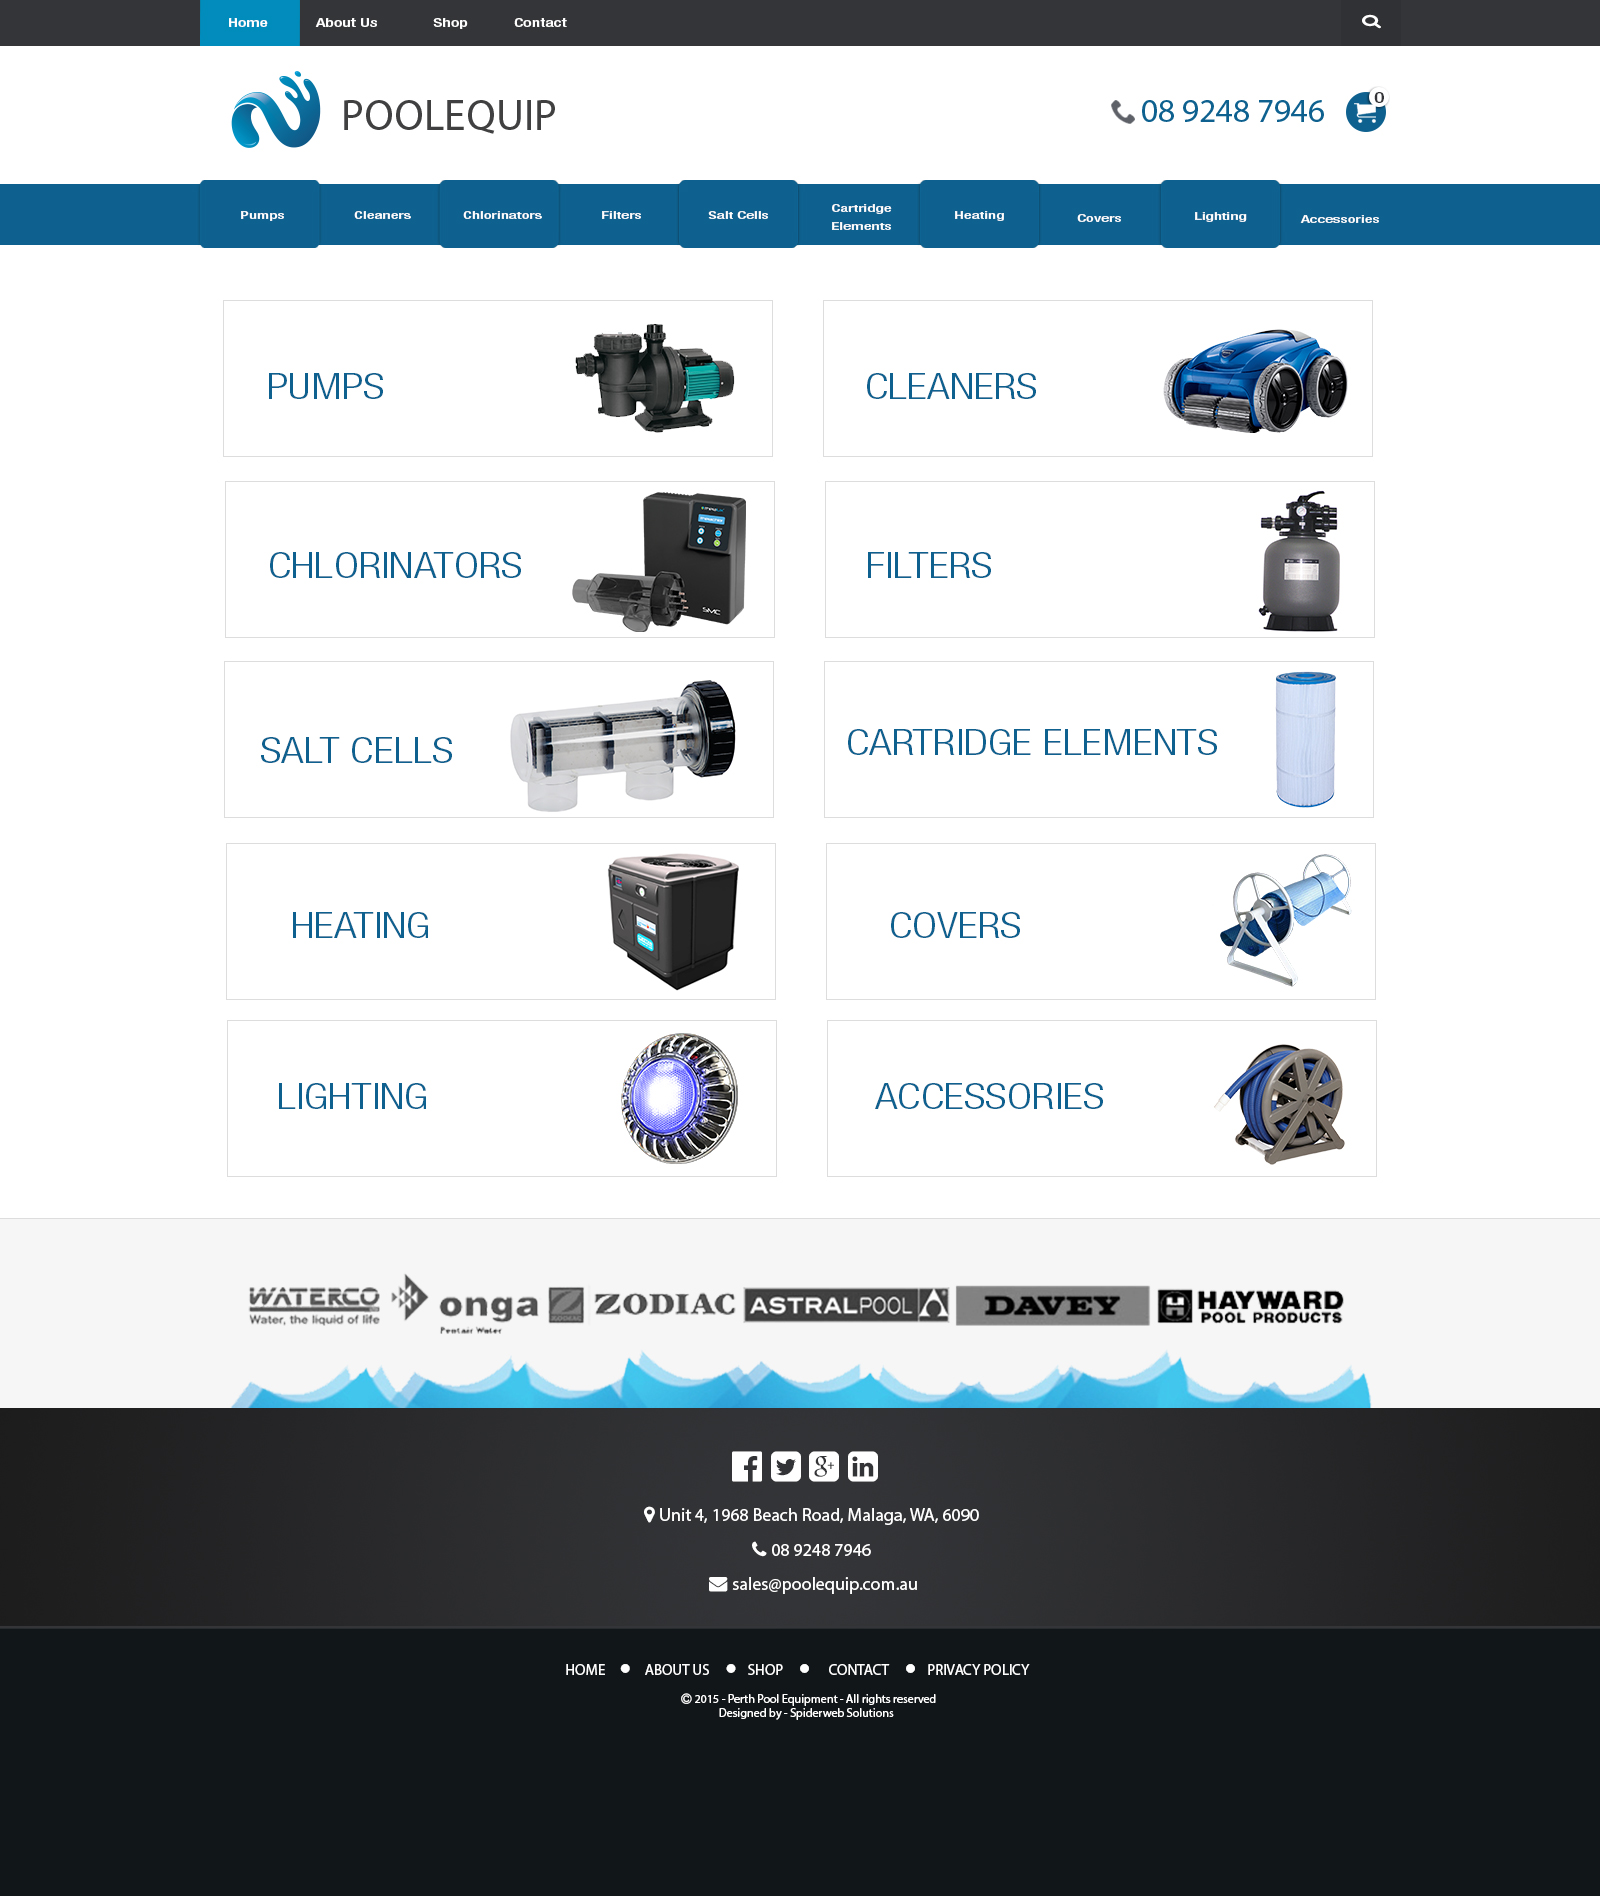 Home About Us Shop Contact
POOLEQUIP
08 9248 7946
0
Pumps Cleaners Chlorinators Filters Salt Cells Cartridge Elements Heating Covers Lighting Accessories
PUMPS
CLEANERS
CHLORINATORS
SMC
FILTERS
SALT CELLS
CARTRIDGE ELEMENTS
HEATING
COVERS
LIGHTING
ACCESSORIES
WATERCO
Water, the liquid of life
onga
Pentair Water
ZODIAC
ZODIAC
ASTRALPOOL
DAVEY
HAYWARD
POOL PRODUCTS
Unit 4, 1968 Beach Road, Malaga, WA, 6090
08 9248 7946
sales@poolequip.com.au
HOME ABOUT US SHOP CONTACT PRIVACY POLICY
© 2015 - Perth Pool Equipment - All rights reserved
Designed by - Spiderweb Solutions